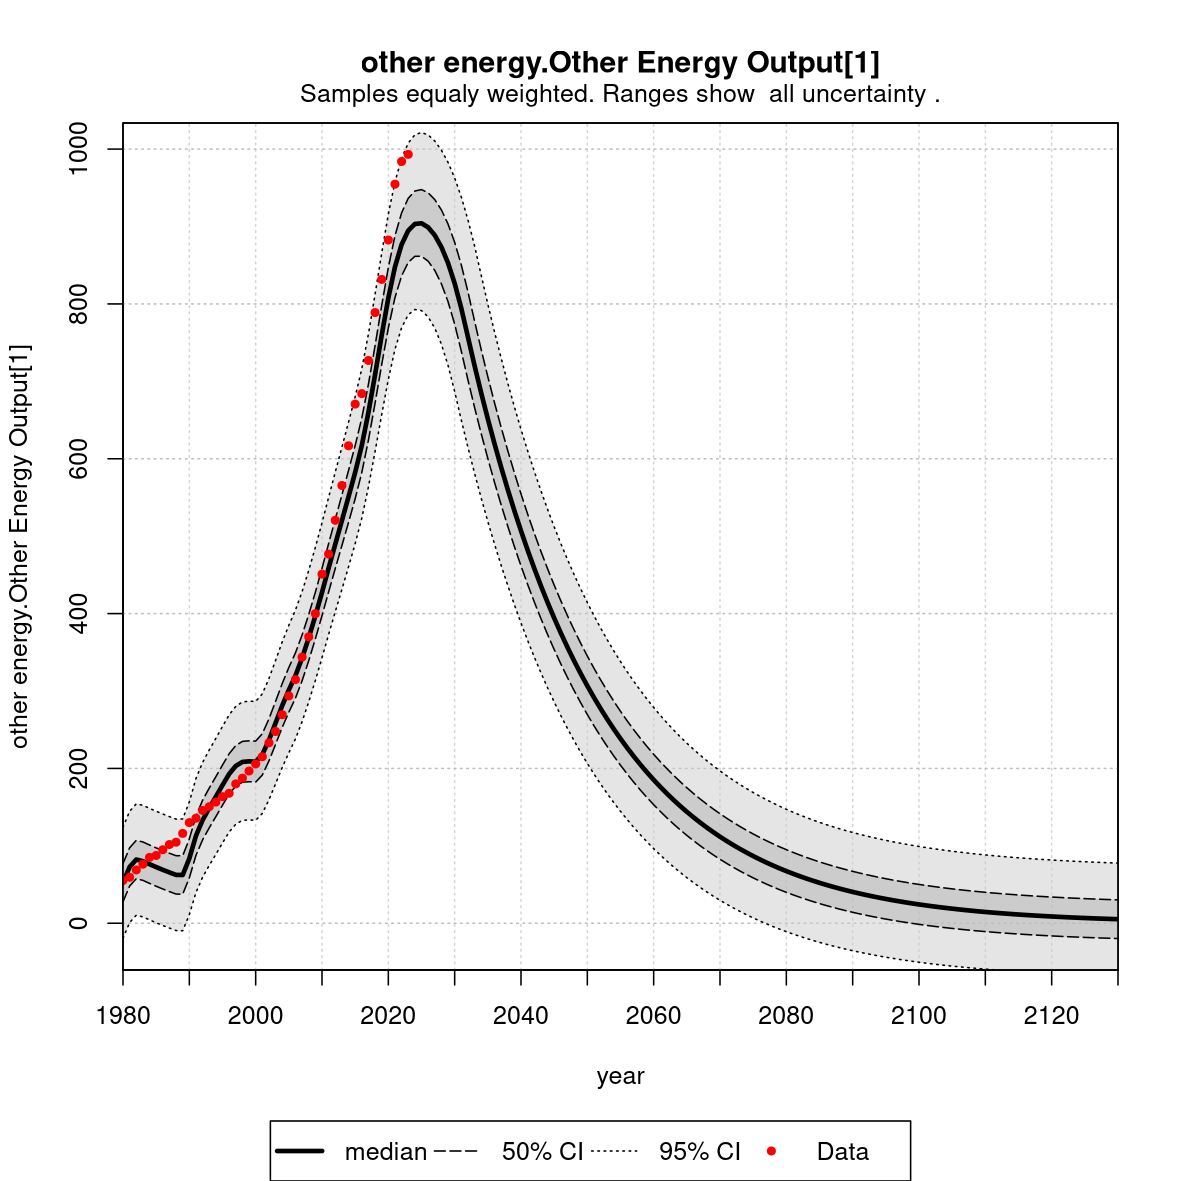 other energy.Other Energy Output[1]
Samples equaly weighted. Ranges show  all uncertainty .
other energy.Other Energy Output[1]
1000
800
600
400
200
0
1980 2000 2020 2040 2060 2080 2100 2120
year
median 50% CI 95% CI Data